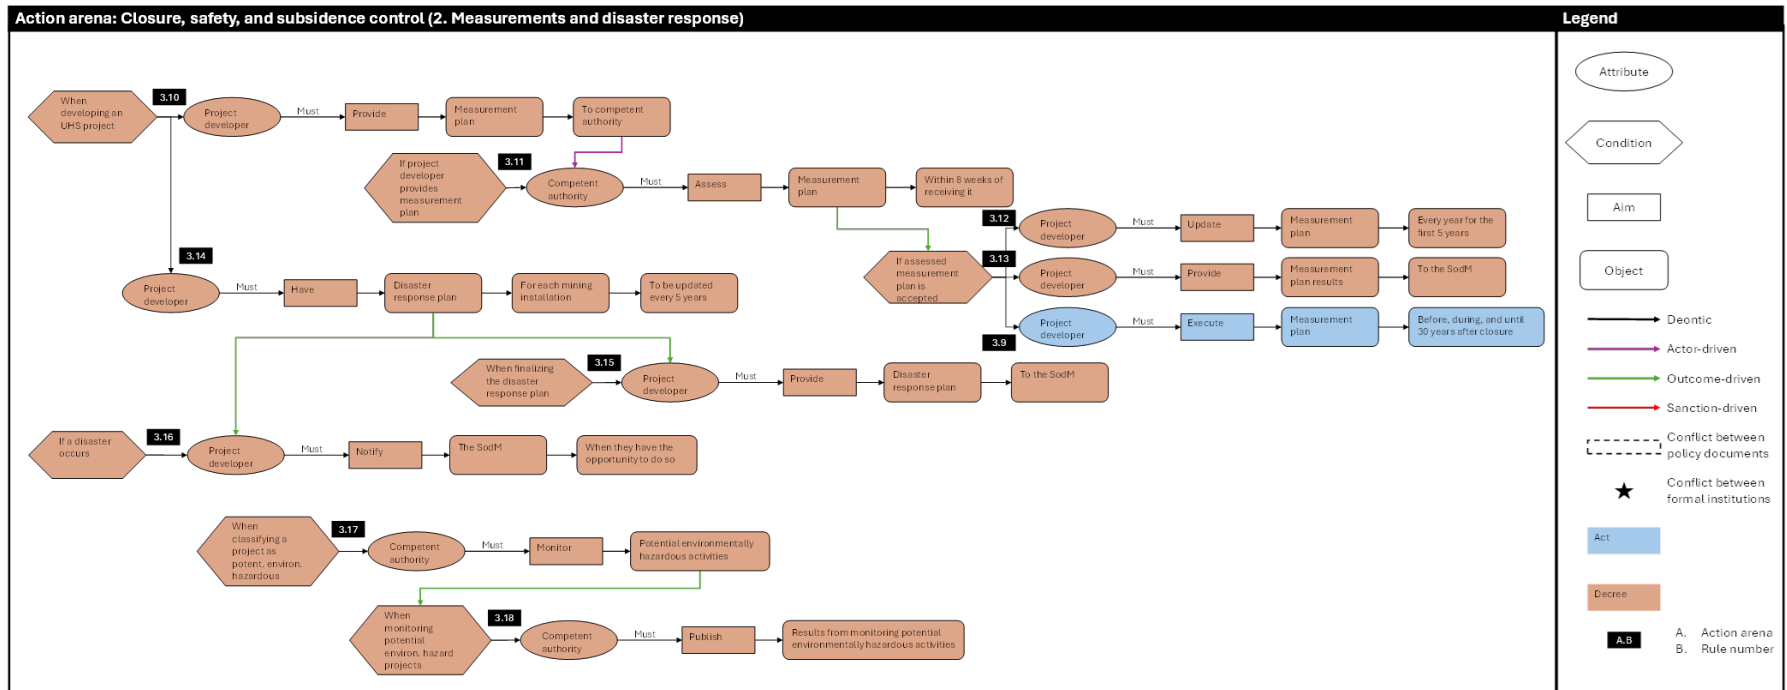 Action arena: Closure, safety, and subsidence control (2. Measurements and disaster response)
Legend
When
developing an
UHS project
3.10
Project
developer
Must
Provide
Measurement
plan
To competent
authority
If project
developer
provides
measurement
plan
3.11
Competent
authority
Must
Assess
Measurement
plan
Within 8 weeks of
receiving it
If assessed
measurement
plan is
accepted
3.12
Project
developer
Must
Update
Measurement
plan
Every year for the
first 5 years
3.13
Project
developer
Must
Provide
Measurement
plan results
To the SodM
3.9
Project
developer
Must
Execute
Measurement
plan
Before, during, and until
30 years after closure
3.14
Project
developer
Must
Have
Disaster
response plan
For each mining
installation
To be updated
every 5 years
When finalizing
the disaster
response plan
3.15
Project
developer
Must
Provide
Disaster
response plan
To the SodM
If a disaster
occurs
3.16
Project
developer
Must
Notify
The SodM
When they have the
opportunity to do so
When
classifying a
project as
potent. environ.
hazardous
3.17
Competent
authority
Must
Monitor
Potential environmentally
hazardous activities
When
monitoring
potential
environ. hazard
projects
3.18
Competent
authority
Must
Publish
Results from monitoring potential
environmentally hazardous activities
Attribute
Condition
Aim
Object
Deontic
Actor-driven
Outcome-driven
Sanction-driven
Conflict between
policy documents
Conflict between
formal institutions
Act
Decree
A.B
A. Action arena
B. Rule number